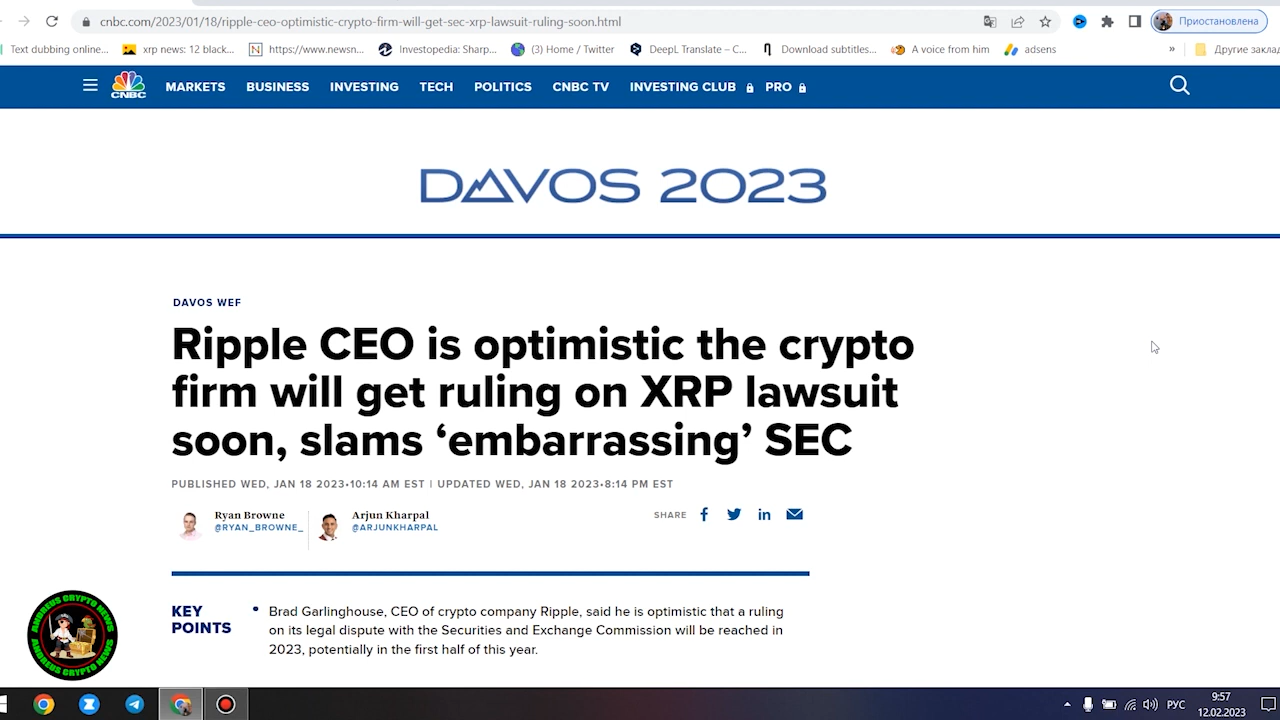 cnbc.com/2023/01/18/ripple-ceo-optimistic-crypto-firm-will-get-sec-xrp-lawsuit-ruling-soon.html
Приостановлена
Text dubbing online...
xrp news: 12 black...
https://www.newsn...
Investopedia: Sharp...
(3) Home / Twitter
DeepL Translate – C...
Download subtitles...
A voice from him
adsens
»
Другие заклад
CNBC
MARKETS
BUSINESS
INVESTING
TECH
POLITICS
CNBC TV
INVESTING CLUB
PRO
DAVOS 2023
DAVOS WEF
Ripple CEO is optimistic the crypto
firm will get ruling on XRP lawsuit
soon, slams ‘embarrassing’ SEC
PUBLISHED WED, JAN 18 2023•10:14 AM EST | UPDATED WED, JAN 18 2023•8:14 PM EST
Ryan Browne
@RYAN_BROWNE_
Arjun Kharpal
@ARJUNKHARPAL
SHARE
KEY
POINTS
• Brad Garlinghouse, CEO of crypto company Ripple, said he is optimistic that a ruling
on its legal dispute with the Securities and Exchange Commission will be reached in
2023, potentially in the first half of this year.
ANDREUS CRYPTO NEWS
ANDREUS CRYPTO NEWS
РУС
9:57
12.02.2023